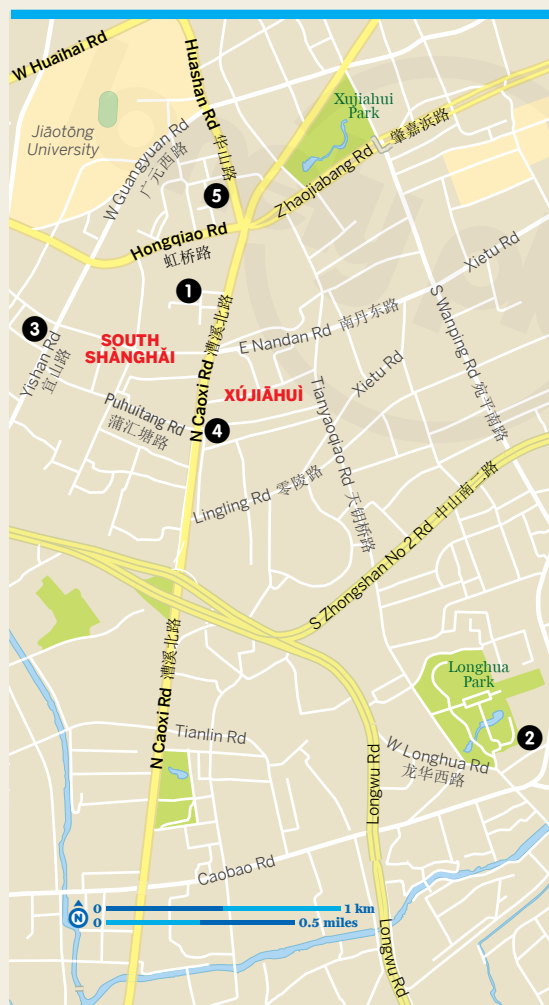 W Huaihai Rd
Huashan Rd 华山路
Xujiahui
Park
Zhaojiabang Rd 肇嘉浜路
Jiāotōng
University
W Guangyuan Rd
广元西路
5
Hongqiao Rd
虹桥路
Xietu Rd
1
S Wanping Rd 宛平南路
3
Yishan Rd
宜山路
SOUTH
SHÀNGHǍI
N Caoxi Rd 漕溪北路
E Nandan Rd 南丹东路
Xietu Rd
XÚJIĀHUÌ
Puhuitang Rd
蒲汇塘路
4
Tianyaoqiao Rd 天钥桥路
Lingling Rd 零陵路
S Zhongshan No 2 Rd 中山南二路
N Caoxi Rd 漕溪北路
Longhua
Park
Tianlin Rd
2
W Longhua Rd
龙华西路
Longwu Rd
Caobao Rd
N
0 1 km
0 0.5 miles
Longwu Rd